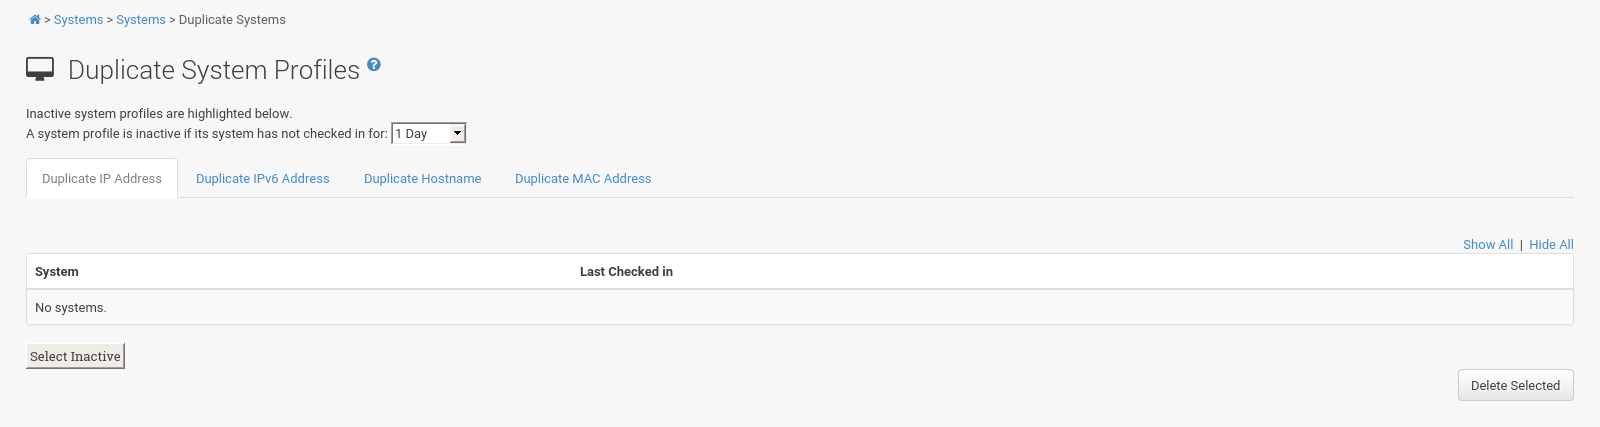 > Systems > Systems > Duplicate Systems
Duplicate System Profiles ?
Inactive system profiles are highlighted below.
A system profile is inactive if its system has not checked in for: 1 Day
Duplicate IP Address Duplicate IPv6 Address Duplicate Hostname Duplicate MAC Address
Show All | Hide All
System Last Checked in
No systems.
Select Inactive
Delete Selected